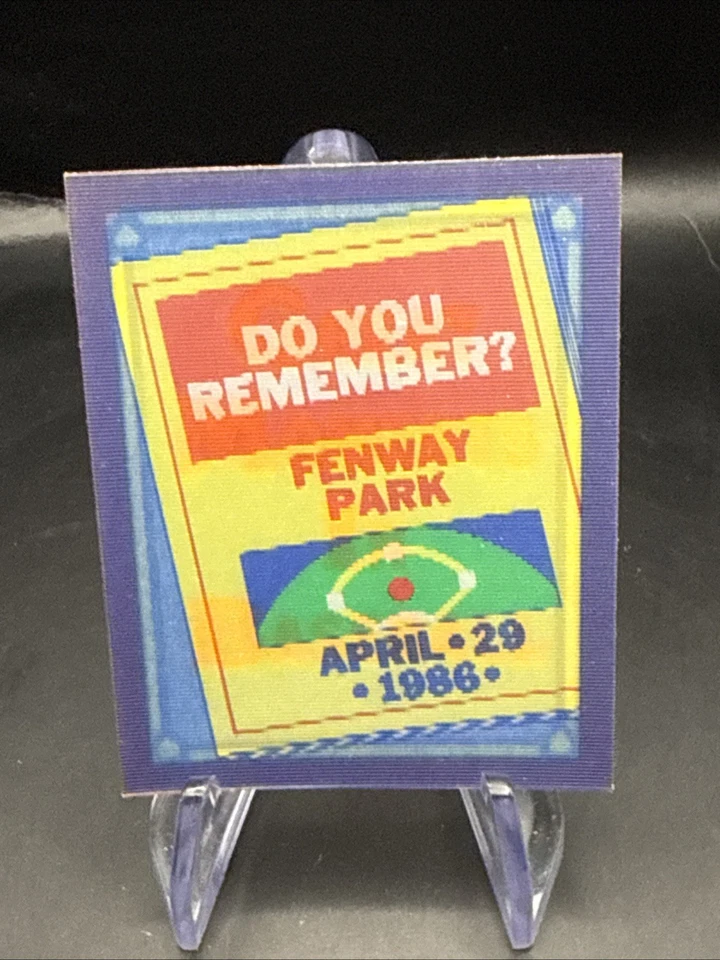 DO YOU
REMEMBER?
FENWAY
PARK
APRIL • 29
• 1986 •